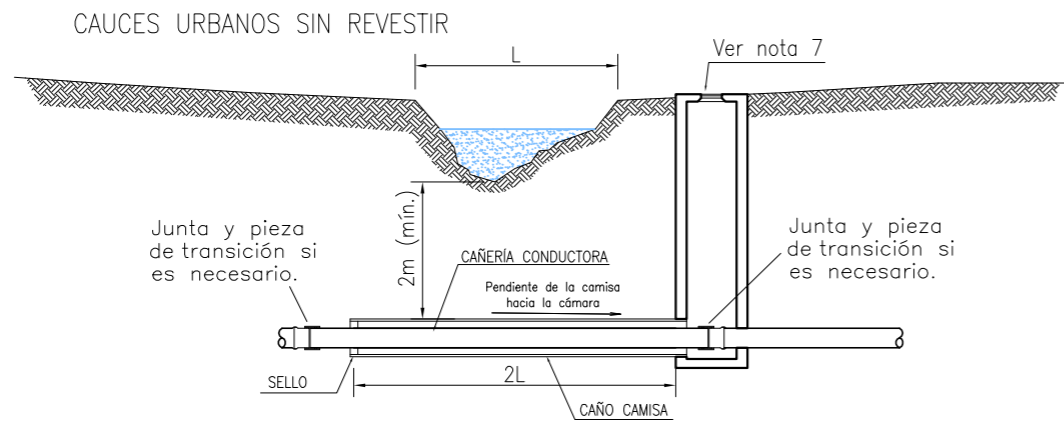 CAUCES URBANOS SIN REVESTIR
L
Ver nota 7
2m (mín.)
Junta y pieza
de transición si
es necesario.
CAÑERÍA CONDUCTORA
Pendiente de la camisa
hacia la cámara
Junta y pieza
de transición si
es necesario.
SELLO
2L
CAÑO CAMISA